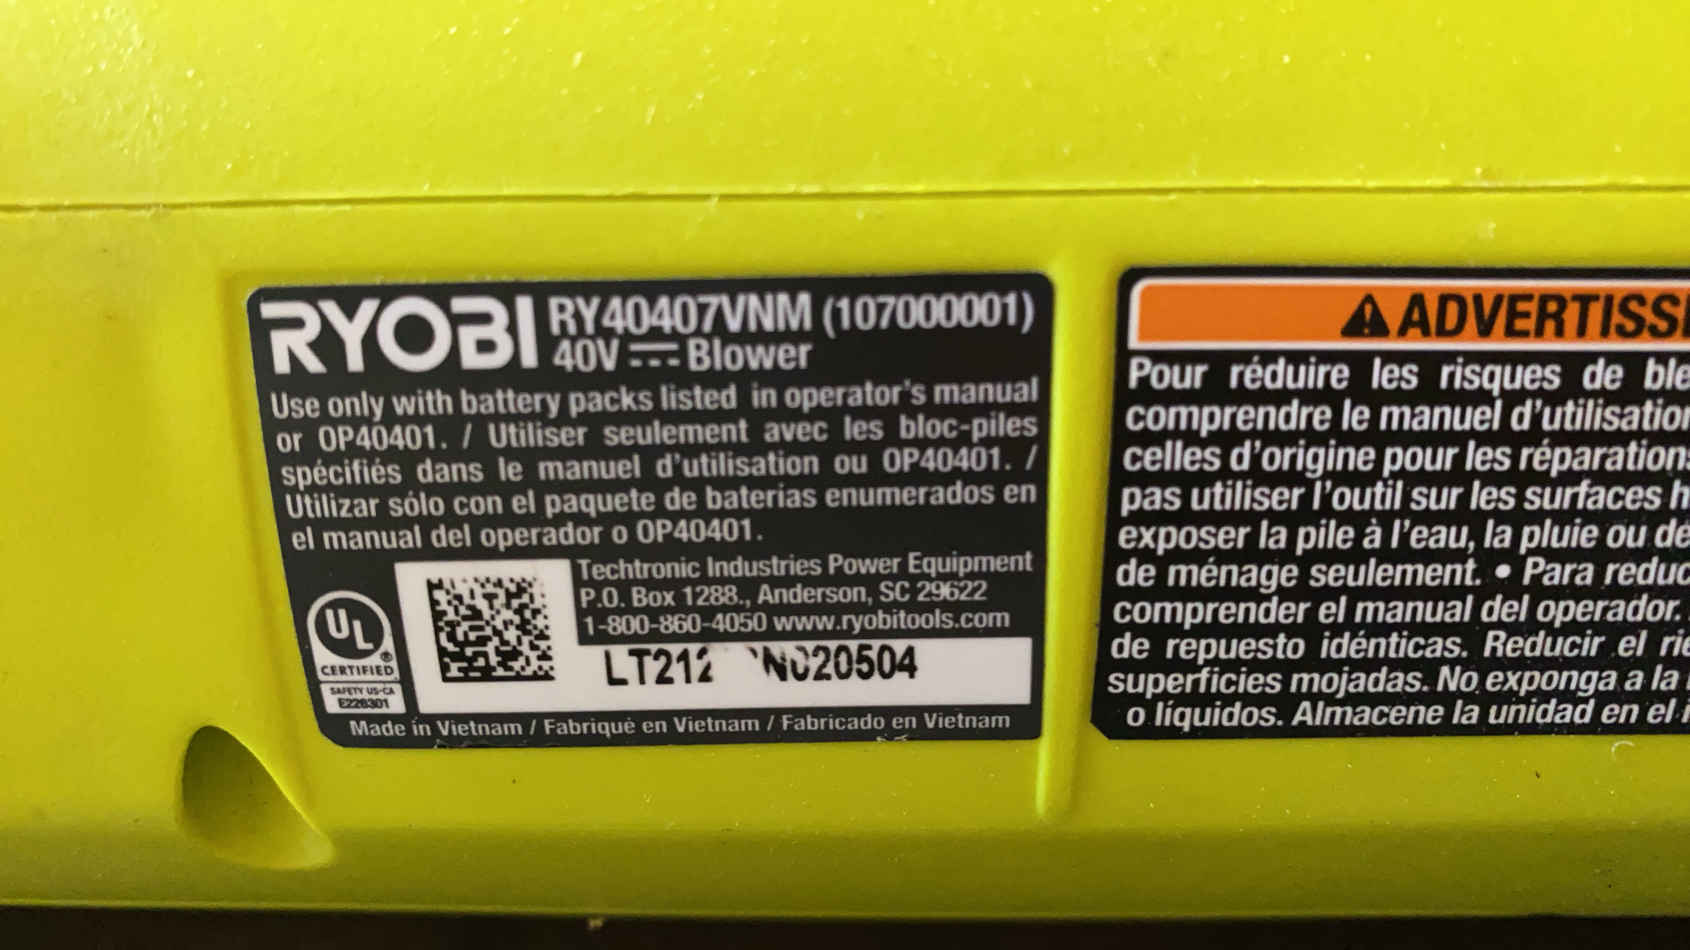 RYOBI RY40407VNM (107000001)
40V Blower
Use only with battery packs listed in operator's manual
or OP40401. / Utiliser seulement avec les bloc-piles
spécifiés dans le manuel d'utilisation ou OP40401. /
Utilizar sólo con el paquete de baterías enumerados en
el manual del operador o OP40401.
Techtronic Industries Power Equipment
P.O. Box 1288., Anderson, SC 29622
1-800-860-4050 www.ryobitools.com
UL ®
CERTIFIED
SAFETY US-CA
E226301
Made in Vietnam / Fabriqué en Vietnam / Fabricado en Vietnam
ADVERTISS
Pour réduire les risques de ble
comprendre le manuel d'utilisation
celles d'origine pour les réparations
pas utiliser l'outil sur les surfaces h
exposer la pile à l'eau, la pluie ou de
de ménage seulement. • Para reduc
comprender el manual del operador.
de repuesto idénticas. Reducir el rie
superficies mojadas. No exponga a la
o líquidos. Almacene la unidad en el i